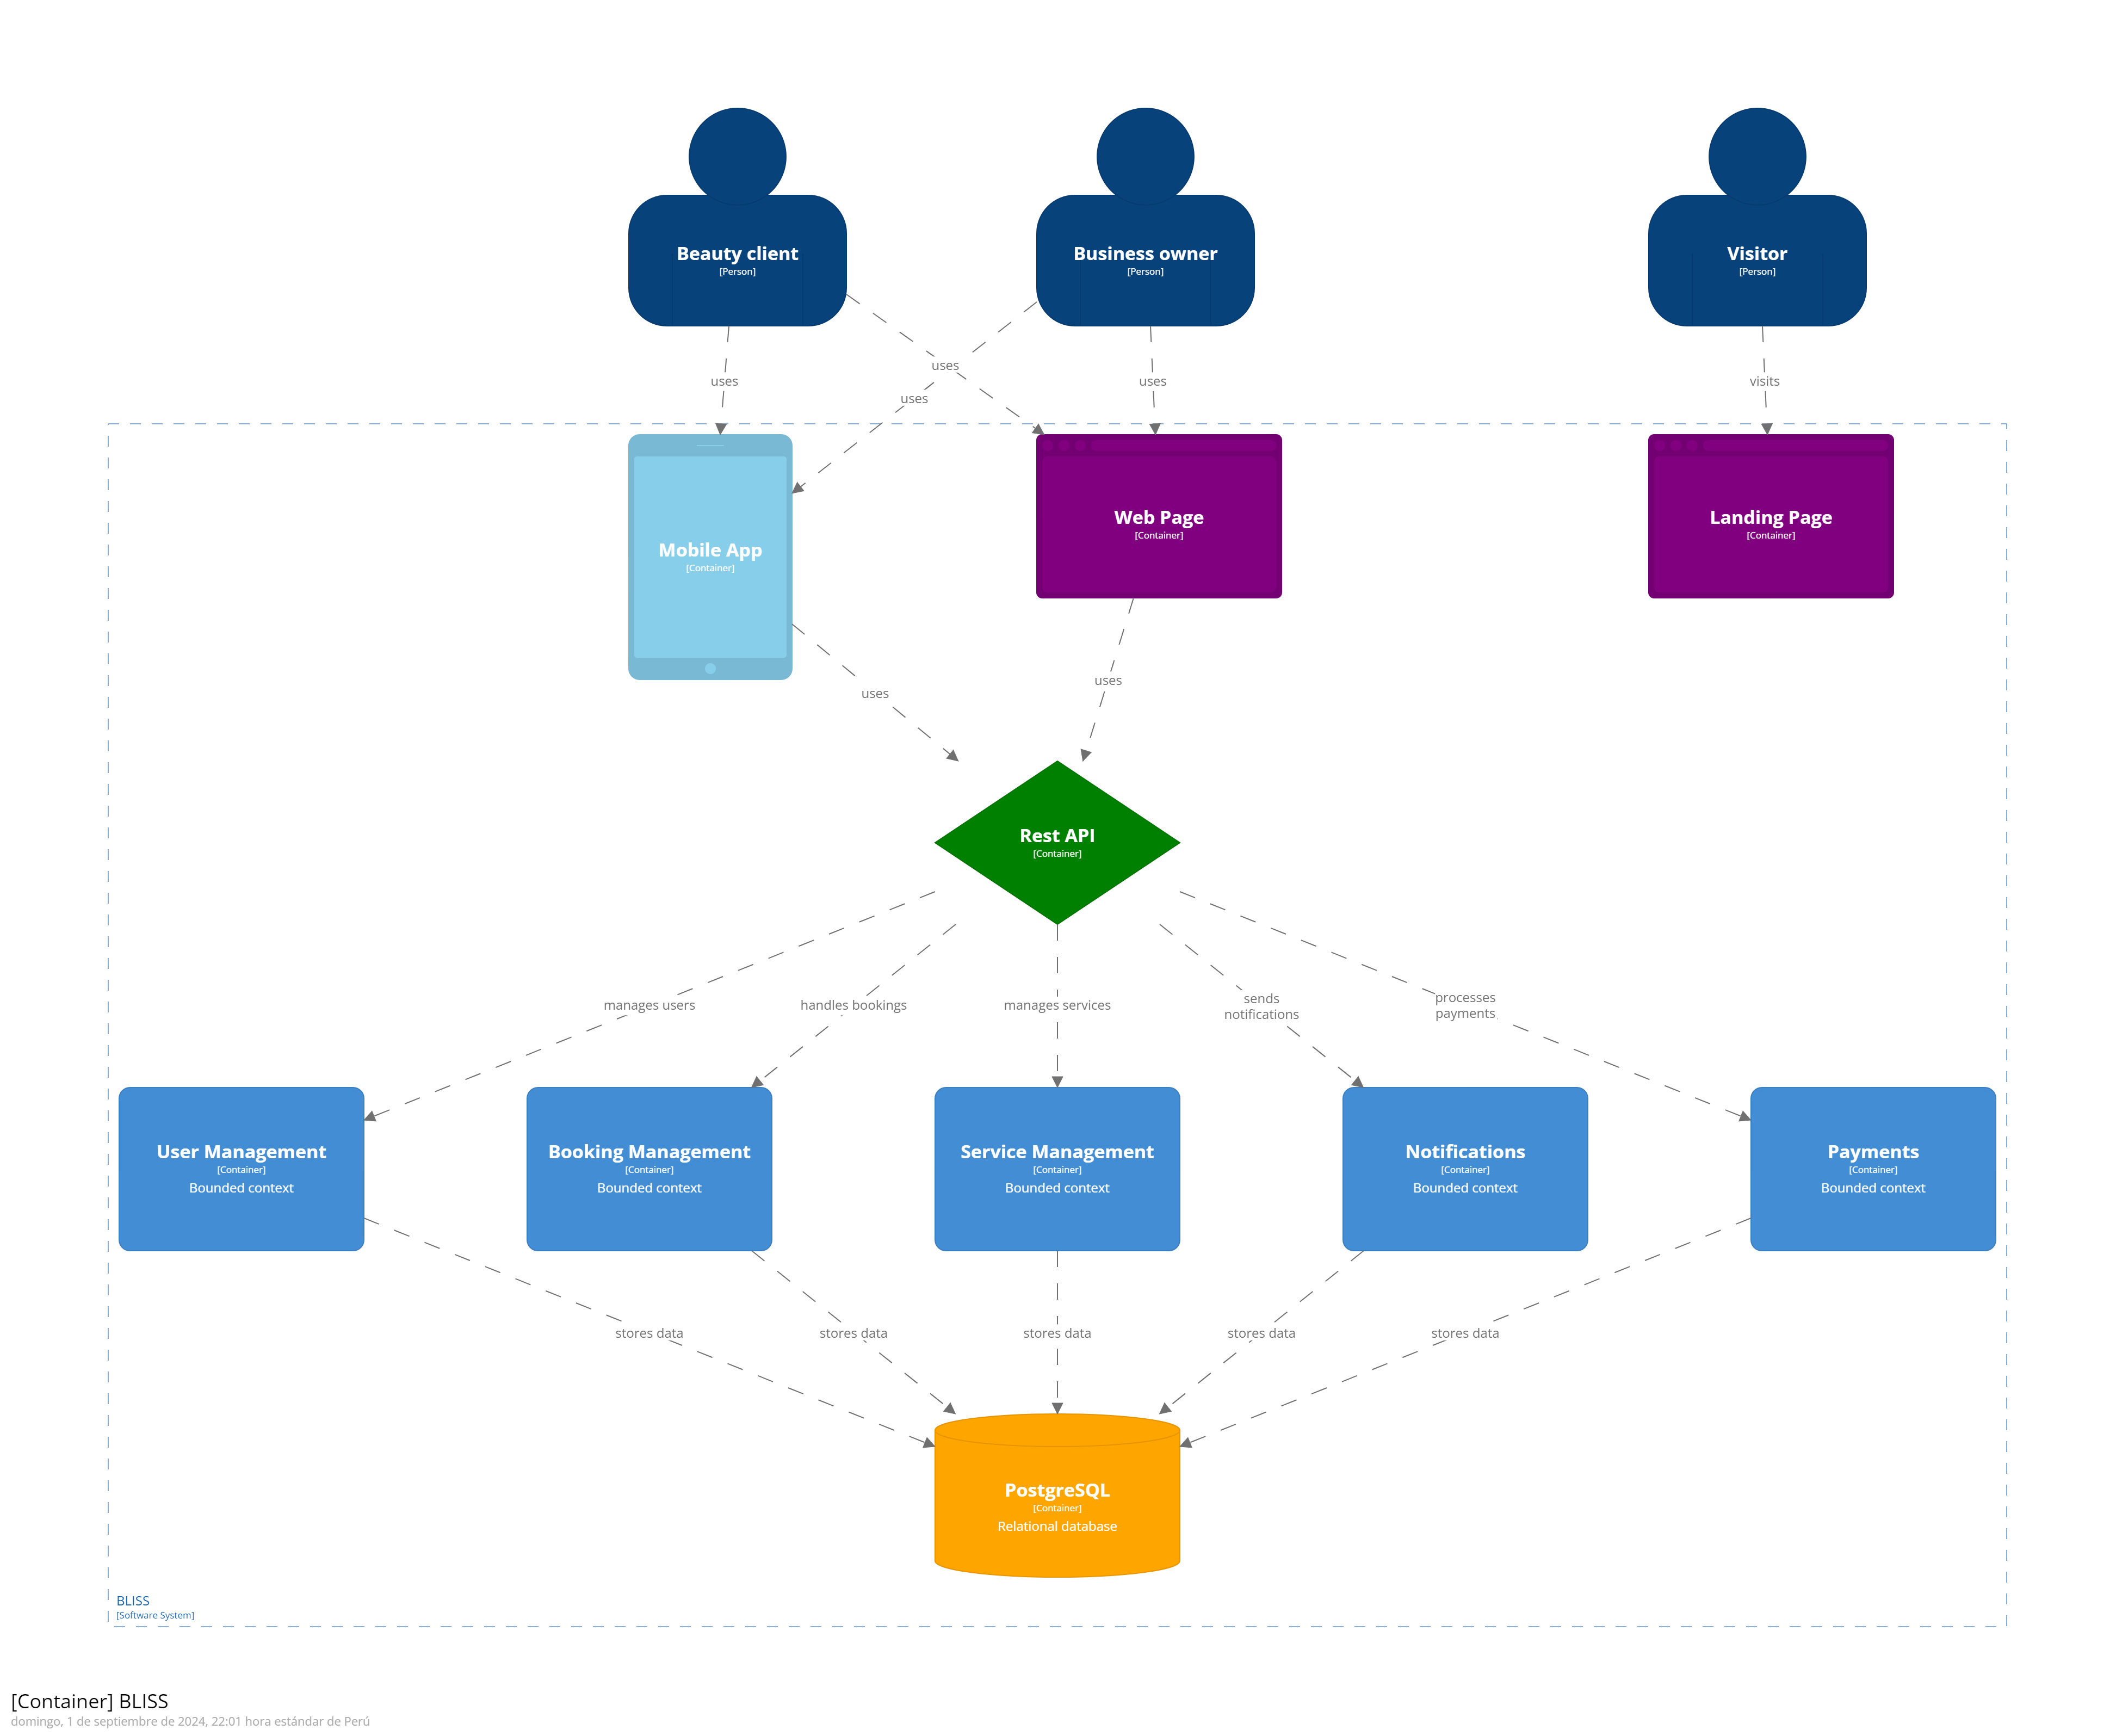 Beauty client
[Person]
Business owner
[Person]
Visitor
[Person]
uses
uses
uses
uses
visits
Mobile App
[Container]
Web Page
[Container]
Landing Page
[Container]
uses
uses
Rest API
[Container]
manages users
handles bookings
manages services
sends
notifications
processes
payments
User Management
[Container]
Bounded context
Booking Management
[Container]
Bounded context
Service Management
[Container]
Bounded context
Notifications
[Container]
Bounded context
Payments
[Container]
Bounded context
stores data
stores data
stores data
stores data
stores data
PostgreSQL
[Container]
Relational database
BLISS
[Software System]
[Container] BLISS
domingo, 1 de septiembre de 2024, 22:01 hora estándar de Perú